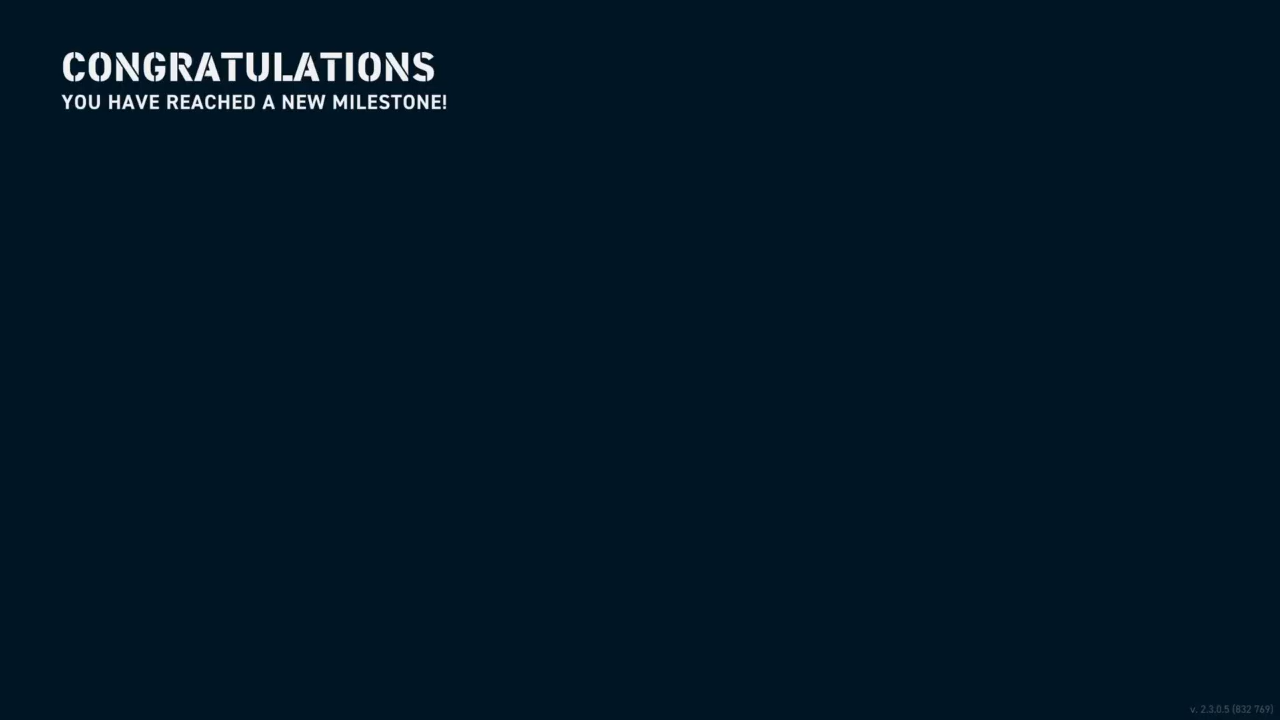 CONGRATULATIONS
YOU HAVE REACHED A NEW MILESTONE!
v. 2.3.0.5 (832 769)